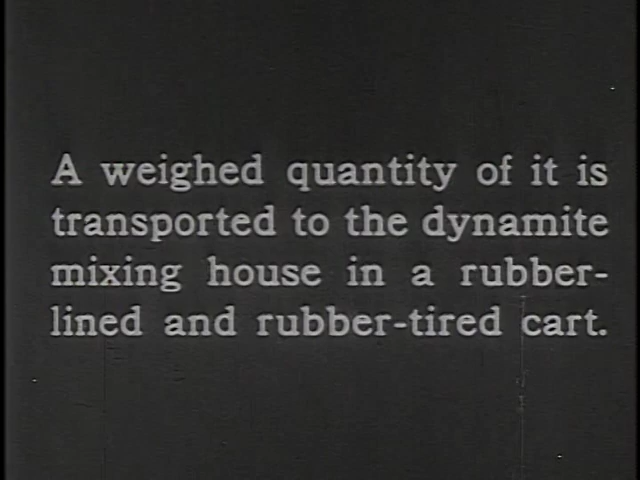 A weighed quantity of it is
transported to the dynamite
mixing house in a rubber-
lined and rubber-tired cart.